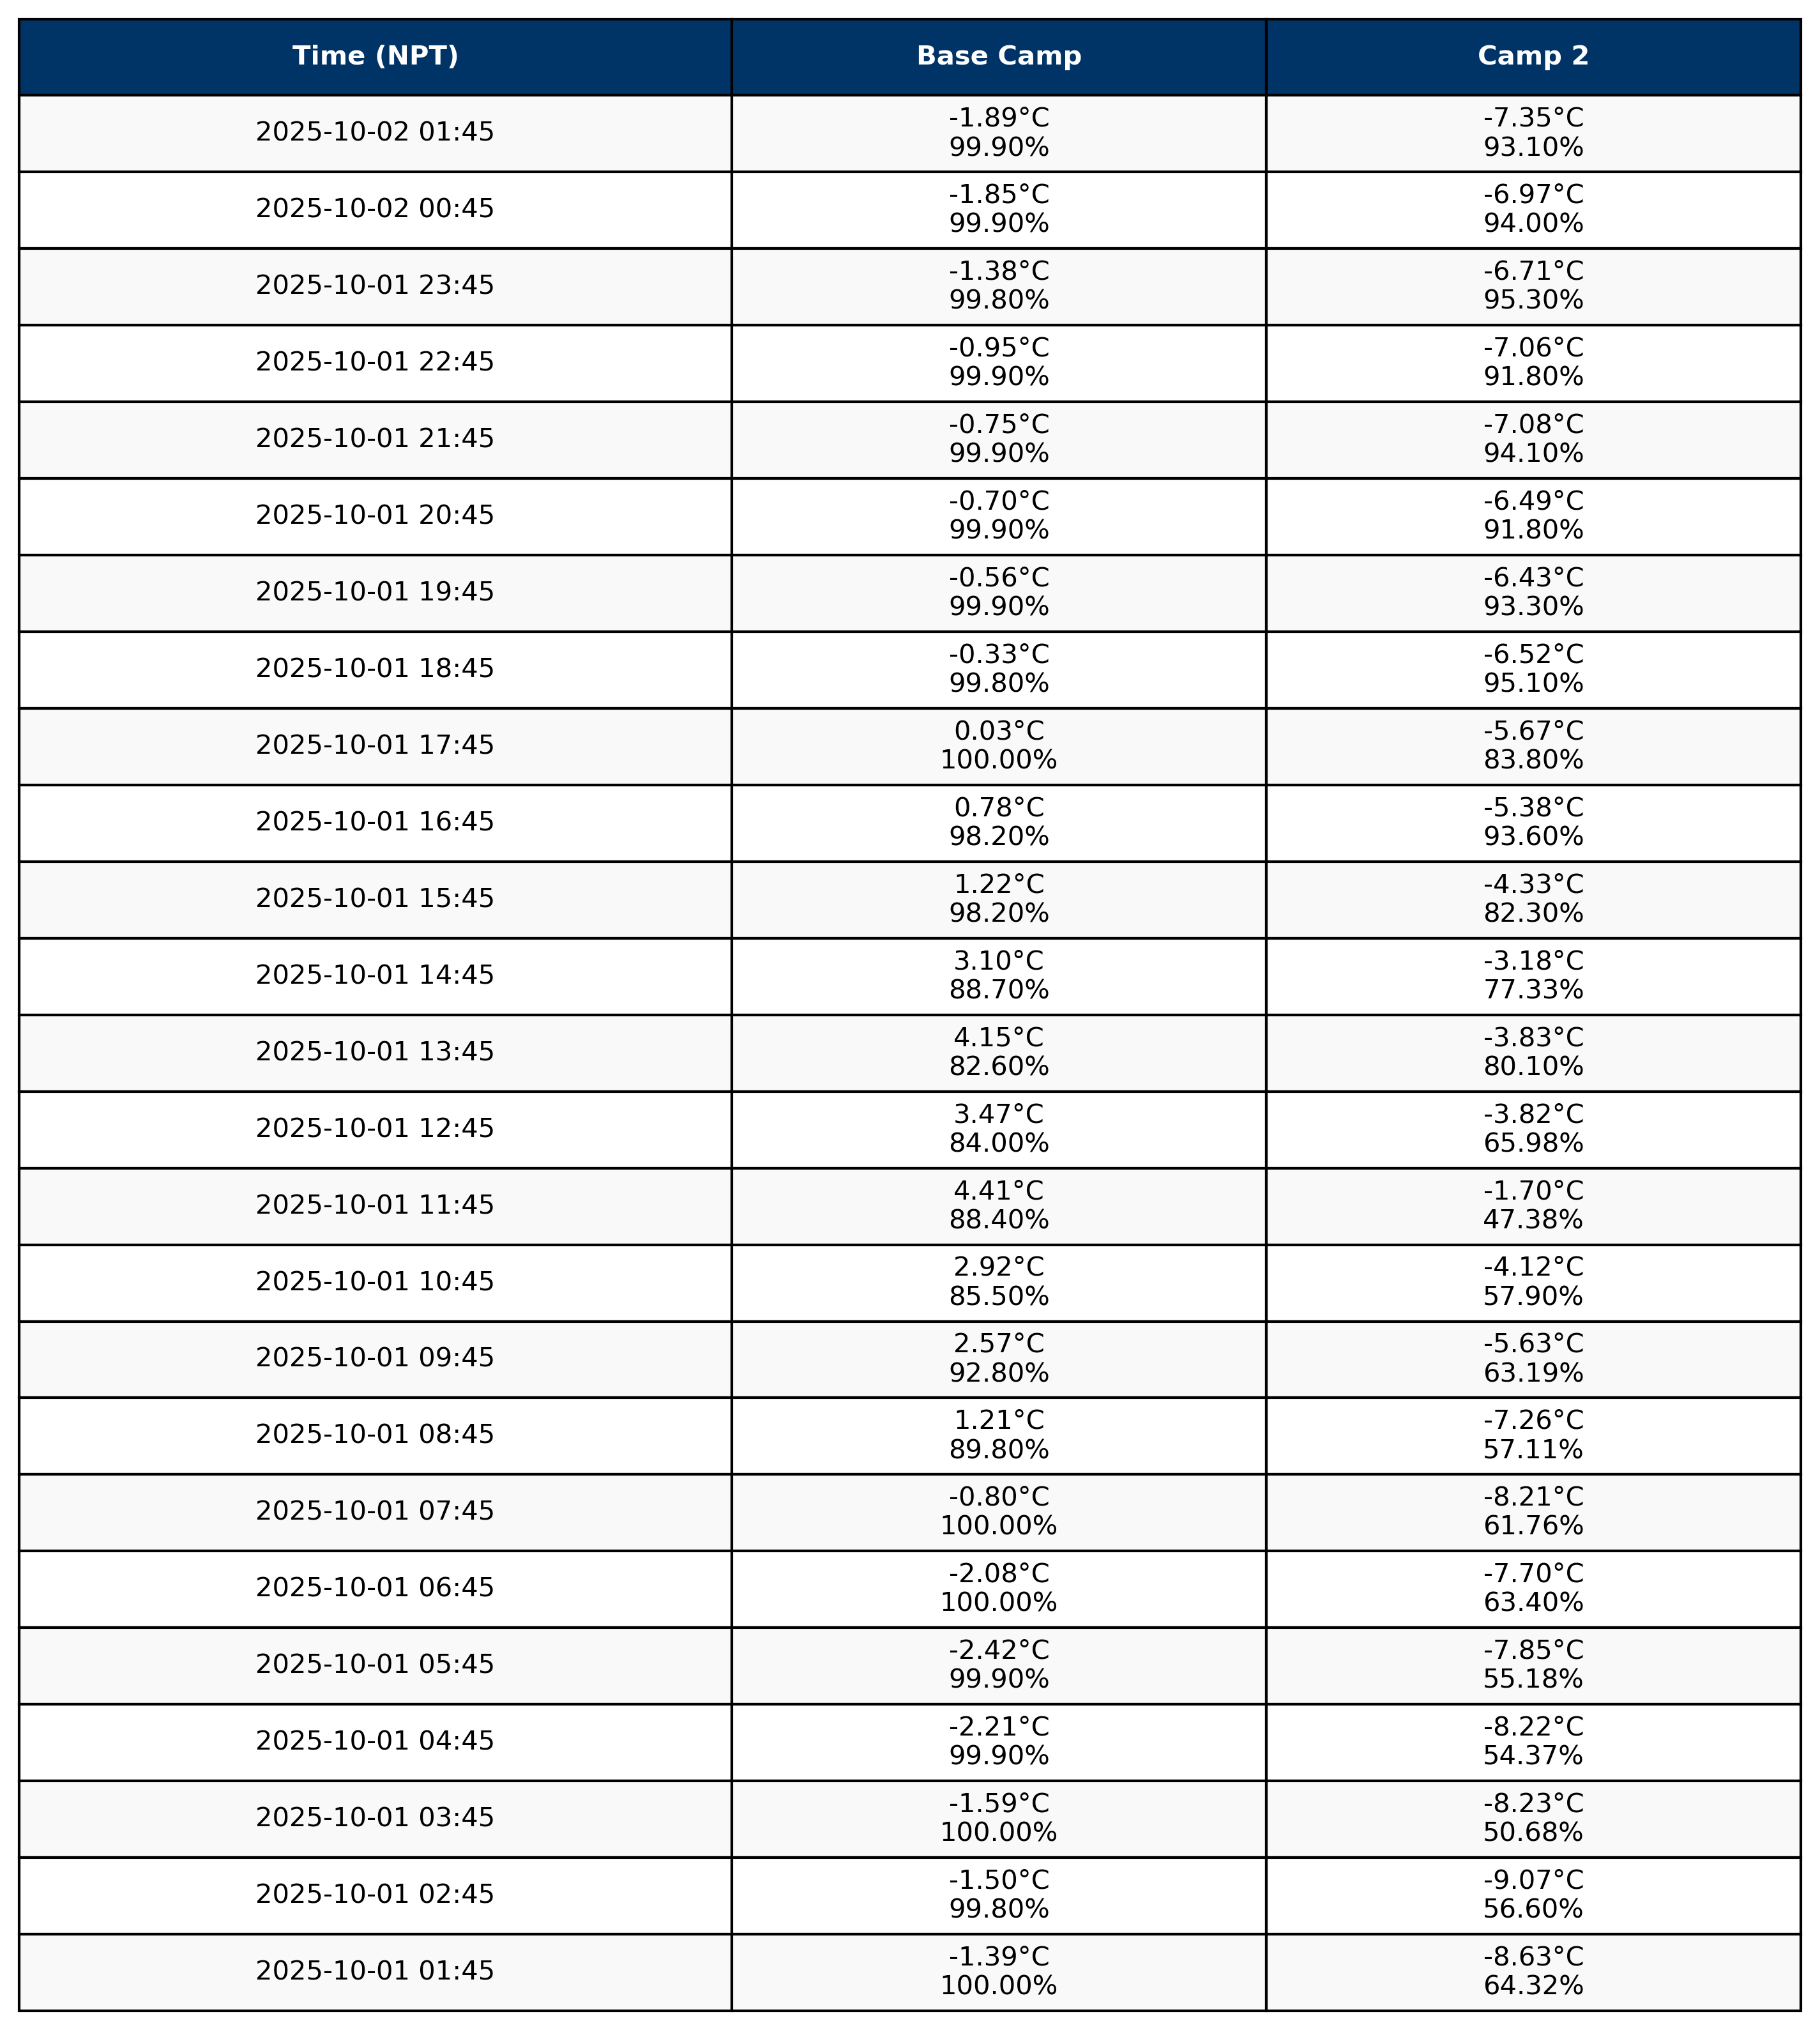 Time (NPT) Base Camp Camp 2
2025-10-02 01:45 -1.89°C -7.35°C
99.90% 93.10%
2025-10-02 00:45 -1.85°C -6.97°C
99.90% 94.00%
2025-10-01 23:45 -1.38°C -6.71°C
99.80% 95.30%
2025-10-01 22:45 -0.95°C -7.06°C
99.90% 91.80%
2025-10-01 21:45 -0.75°C -7.08°C
99.90% 94.10%
2025-10-01 20:45 -0.70°C -6.49°C
99.90% 91.80%
2025-10-01 19:45 -0.56°C -6.43°C
99.90% 93.30%
2025-10-01 18:45 -0.33°C -6.52°C
99.80% 95.10%
2025-10-01 17:45 0.03°C -5.67°C
100.00% 83.80%
2025-10-01 16:45 0.78°C -5.38°C
98.20% 93.60%
2025-10-01 15:45 1.22°C -4.33°C
98.20% 82.30%
2025-10-01 14:45 3.10°C -3.18°C
88.70% 77.33%
2025-10-01 13:45 4.15°C -3.83°C
82.60% 80.10%
2025-10-01 12:45 3.47°C -3.82°C
84.00% 65.98%
2025-10-01 11:45 4.41°C -1.70°C
88.40% 47.38%
2025-10-01 10:45 2.92°C -4.12°C
85.50% 57.90%
2025-10-01 09:45 2.57°C -5.63°C
92.80% 63.19%
2025-10-01 08:45 1.21°C -7.26°C
89.80% 57.11%
2025-10-01 07:45 -0.80°C -8.21°C
100.00% 61.76%
2025-10-01 06:45 -2.08°C -7.70°C
100.00% 63.40%
2025-10-01 05:45 -2.42°C -7.85°C
99.90% 55.18%
2025-10-01 04:45 -2.21°C -8.22°C
99.90% 54.37%
2025-10-01 03:45 -1.59°C -8.23°C
100.00% 50.68%
2025-10-01 02:45 -1.50°C -9.07°C
99.80% 56.60%
2025-10-01 01:45 -1.39°C -8.63°C
100.00% 64.32%